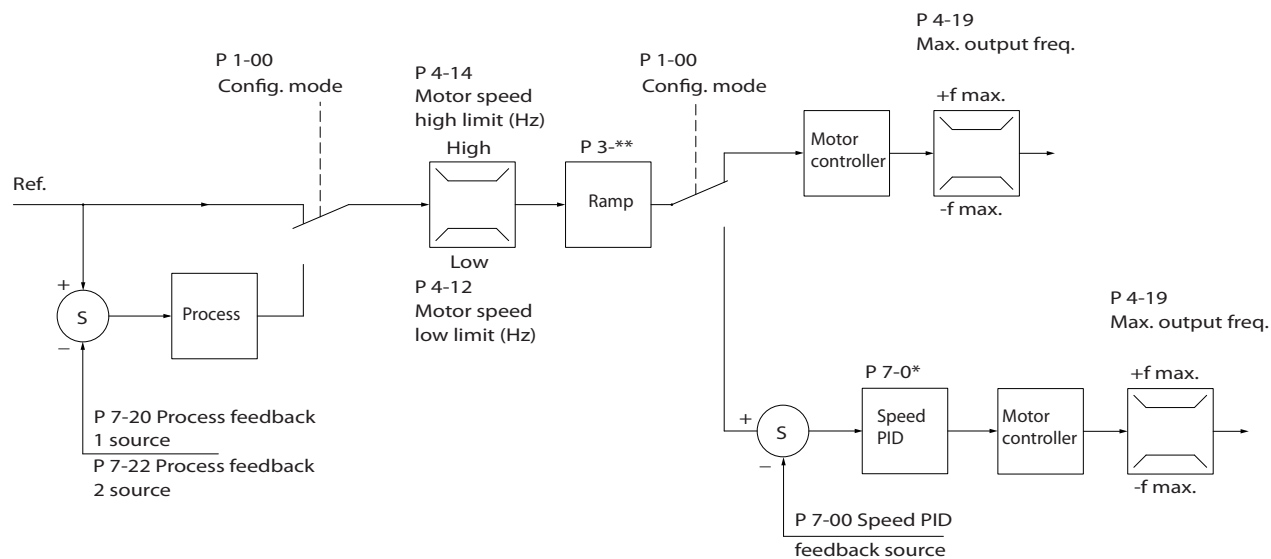 P 4-19
Max. output freq.
P 1-00
Config. mode
P 4-14
Motor speed
high limit (Hz)
High
P 1-00
Config. mode
+f max.
P 3-**
Motor
controller
Ref.
Ramp
-f max.
Low
P 4-12
Motor speed
low limit (Hz)
+
S
–
Process
P 7-20 Process feedback
1 source
P 7-22 Process feedback
2 source
P 4-19
Max. output freq.
P 7-0*
+f max.
+
S
–
Speed
PID
Motor
controller
-f max.
P 7-00 Speed PID
feedback source